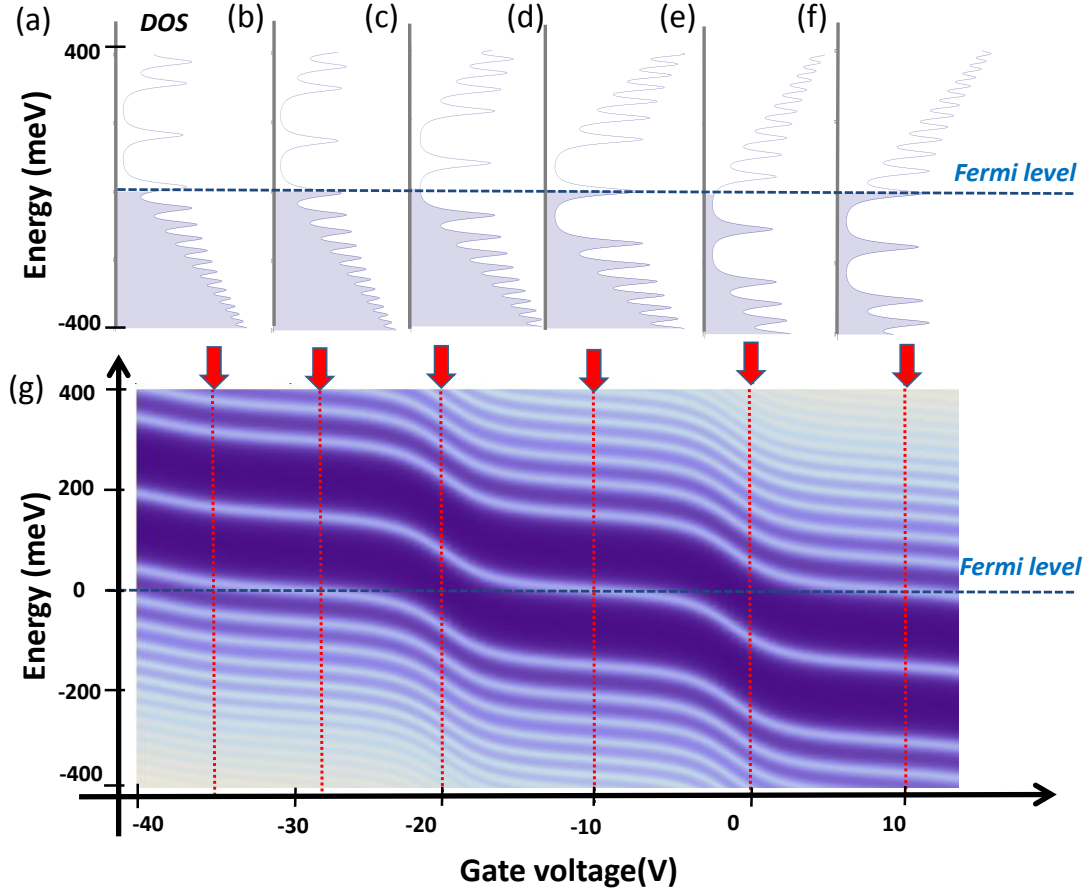 (a) DOS (b) (c) (d) (e) (f)
400
Energy (meV)
Fermi level
-400
(g)
400
200
Energy (meV)
Fermi level
0
-200
-400
-40 -30 -20 -10 0 10
Gate voltage(V)